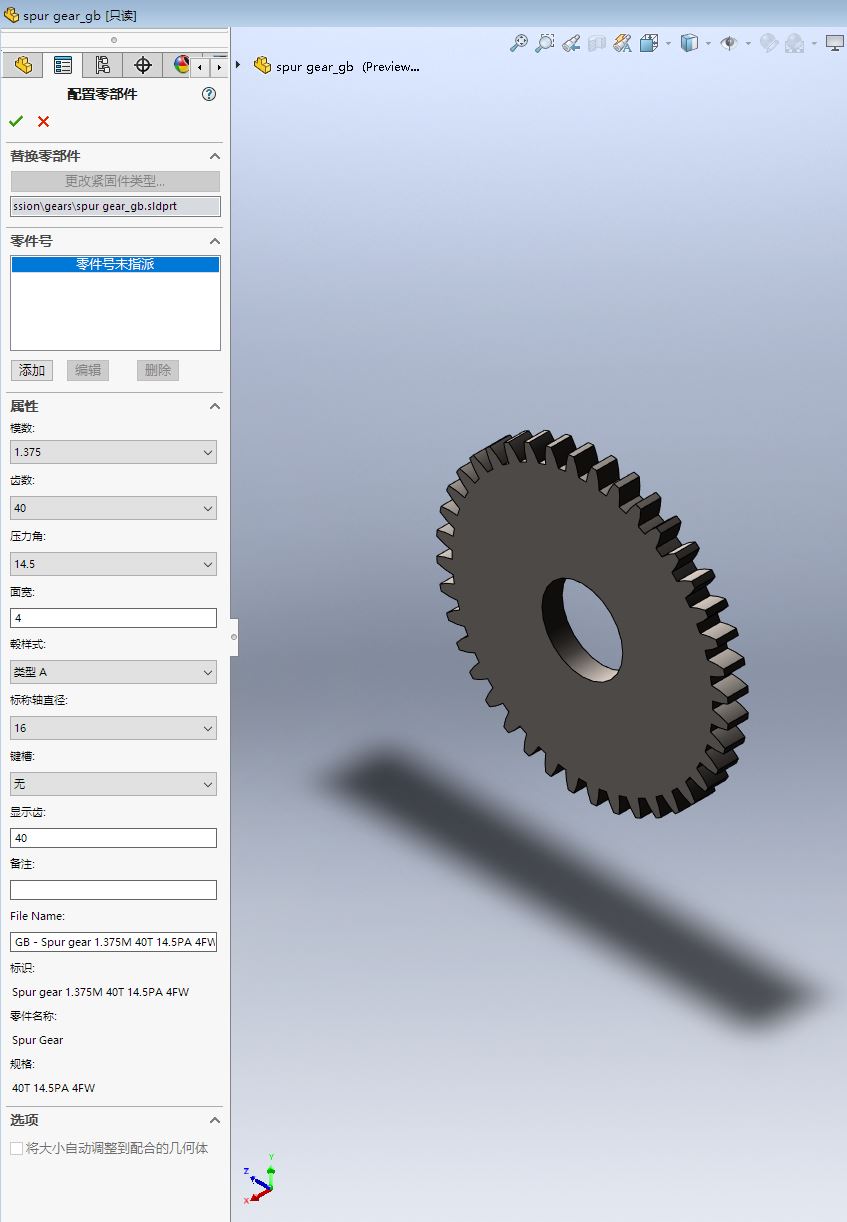 spur gear_gb [只读]
spur gear_gb (Preview...
配置零部件
替换零部件
更改紧固件类型...
ssion\gears\spur gear_gb.sldprt
零件号
零件号未指派
添加 编辑 删除
属性
模数:
1.375
齿数:
40
压力角:
14.5
面宽:
4
毂样式:
类型 A
标称轴直径:
16
键槽:
无
显示齿:
40
备注:
File Name:
GB - Spur gear 1.375M 40T 14.5PA 4FW
标识:
Spur gear 1.375M 40T 14.5PA 4FW
零件名称:
Spur Gear
规格:
40T 14.5PA 4FW
选项
将大小自动调整到配合的几何体
Y
Z
X